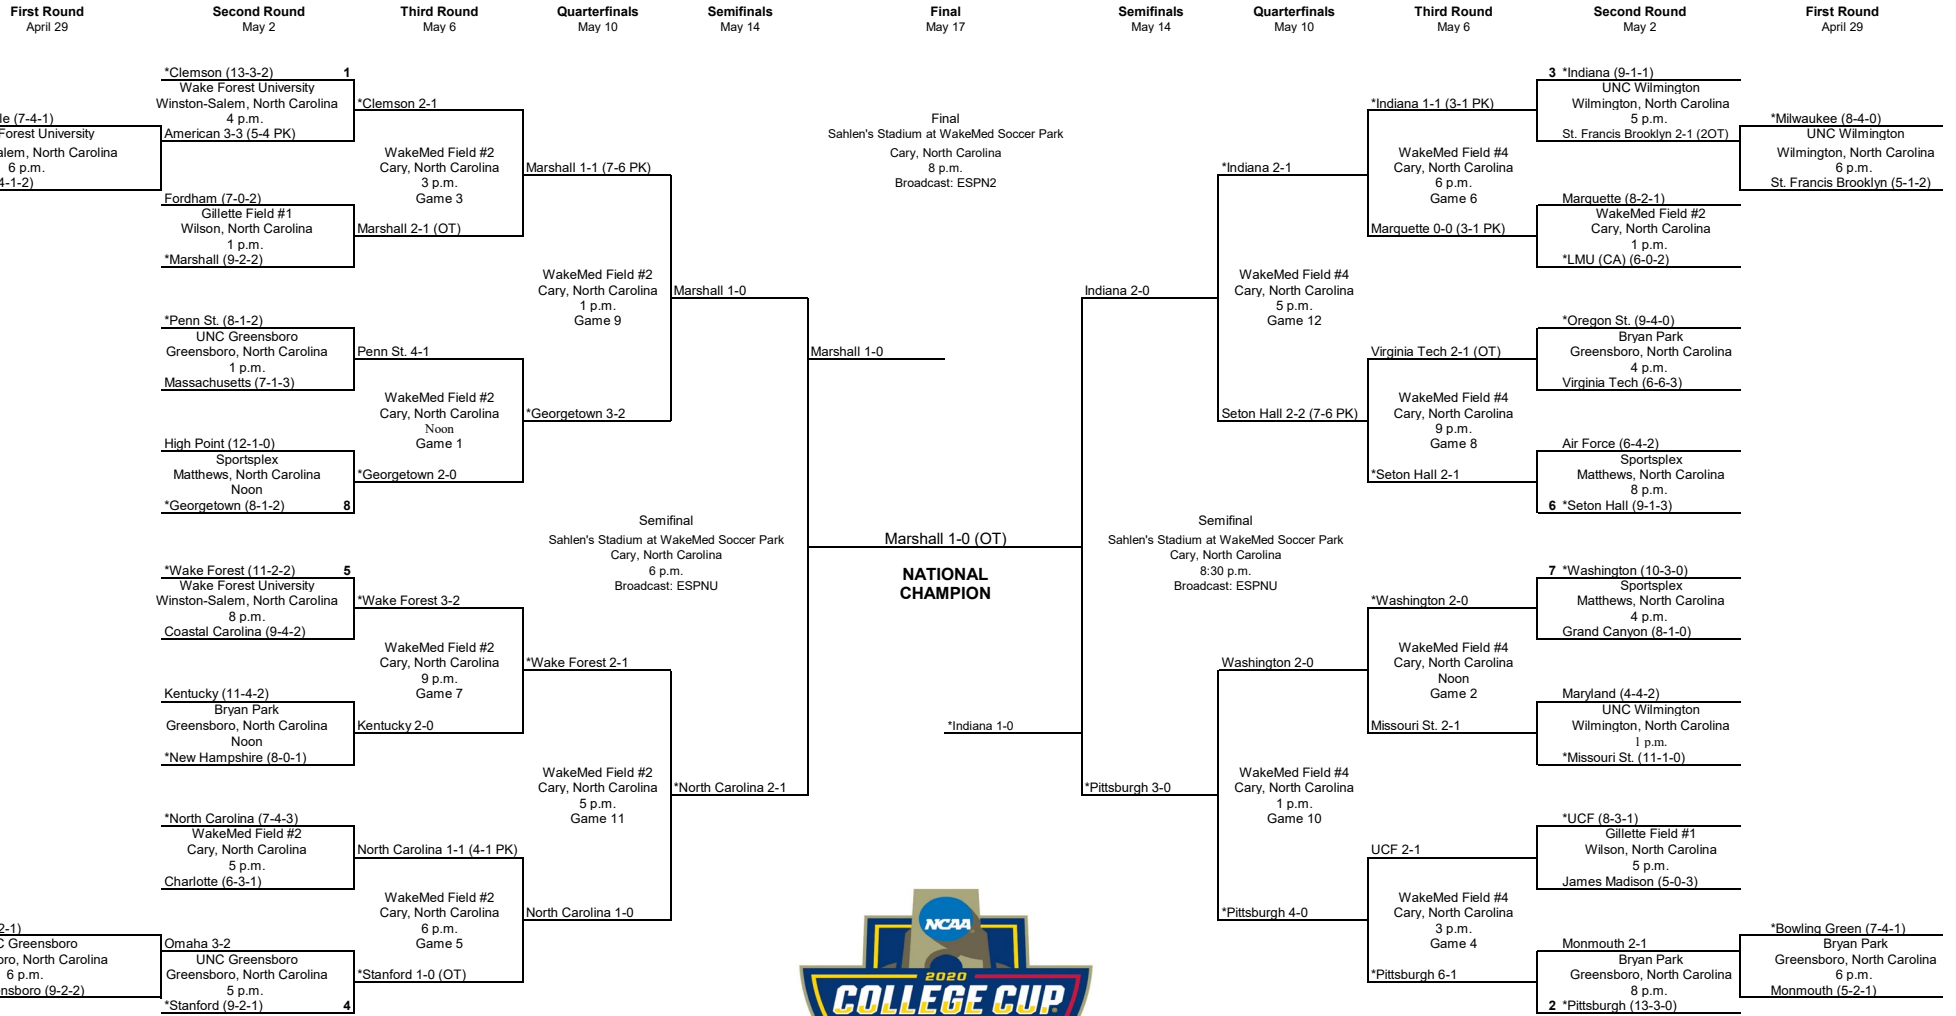 First Round
April 29
Second Round
May 2
Third Round
May 6
Quarterfinals
May 10
Semifinals
May 14
Final
May 17
Semifinals
May 14
Quarterfinals
May 10
Third Round
May 6
Second Round
May 2
First Round
April 29
le (7-4-1)
Forest University
alem, North Carolina
6 p.m.
4-1-2)
2-1)
C Greensboro
oro, North Carolina
6 p.m.
nsboro (9-2-2)
*Clemson (13-3-2) 1
Wake Forest University
Winston-Salem, North Carolina
4 p.m.
American 3-3 (5-4 PK)
Fordham (7-0-2)
Gillette Field #1
Wilson, North Carolina
1 p.m.
*Marshall (9-2-2)
*Penn St. (8-1-2)
UNC Greensboro
Greensboro, North Carolina
1 p.m.
Massachusetts (7-1-3)
High Point (12-1-0)
Sportsplex
Matthews, North Carolina
Noon
*Georgetown (8-1-2) 8
*Wake Forest (11-2-2) 5
Wake Forest University
Winston-Salem, North Carolina
8 p.m.
Coastal Carolina (9-4-2)
Kentucky (11-4-2)
Bryan Park
Greensboro, North Carolina
Noon
*New Hampshire (8-0-1)
*North Carolina (7-4-3)
WakeMed Field #2
Cary, North Carolina
5 p.m.
Charlotte (6-3-1)
Omaha 3-2
UNC Greensboro
Greensboro, North Carolina
5 p.m.
*Stanford (9-2-1) 4
*Clemson 2-1
WakeMed Field #2
Cary, North Carolina
3 p.m.
Game 3
Marshall 2-1 (OT)
Penn St. 4-1
WakeMed Field #2
Cary, North Carolina
Noon
Game 1
*Georgetown 2-0
*Wake Forest 3-2
WakeMed Field #2
Cary, North Carolina
9 p.m.
Game 7
Kentucky 2-0
North Carolina 1-1 (4-1 PK)
WakeMed Field #2
Cary, North Carolina
6 p.m.
Game 5
*Stanford 1-0 (OT)
Marshall 1-1 (7-6 PK)
WakeMed Field #2
Cary, North Carolina
1 p.m.
Game 9
*Georgetown 3-2
*Wake Forest 2-1
WakeMed Field #2
Cary, North Carolina
5 p.m.
Game 11
North Carolina 1-0
Marshall 1-0
Semifinal
Sahlen's Stadium at WakeMed Soccer Park
Cary, North Carolina
6 p.m.
Broadcast: ESPNU
*North Carolina 2-1
Final
Sahlen's Stadium at WakeMed Soccer Park
Cary, North Carolina
8 p.m.
Broadcast: ESPN2
Marshall 1-0
Marshall 1-0 (OT)
NATIONAL
CHAMPION
*Indiana 1-0
NCAA
2020
COLLEGE CUP
Indiana 2-0
Semifinal
Sahlen's Stadium at WakeMed Soccer Park
Cary, North Carolina
8:30 p.m.
Broadcast: ESPNU
*Pittsburgh 3-0
*Indiana 2-1
WakeMed Field #4
Cary, North Carolina
5 p.m.
Game 12
Seton Hall 2-2 (7-6 PK)
Washington 2-0
WakeMed Field #4
Cary, North Carolina
1 p.m.
Game 10
*Pittsburgh 4-0
*Indiana 1-1 (3-1 PK)
WakeMed Field #4
Cary, North Carolina
6 p.m.
Game 6
Marquette 0-0 (3-1 PK)
Virginia Tech 2-1 (OT)
WakeMed Field #4
Cary, North Carolina
9 p.m.
Game 8
*Seton Hall 2-1
*Washington 2-0
WakeMed Field #4
Cary, North Carolina
Noon
Game 2
Missouri St. 2-1
UCF 2-1
WakeMed Field #4
Cary, North Carolina
3 p.m.
Game 4
*Pittsburgh 6-1
3 *Indiana (9-1-1)
UNC Wilmington
Wilmington, North Carolina
5 p.m.
St. Francis Brooklyn 2-1 (2OT)
Marquette (8-2-1)
WakeMed Field #2
Cary, North Carolina
1 p.m.
*LMU (CA) (6-0-2)
*Oregon St. (9-4-0)
Bryan Park
Greensboro, North Carolina
4 p.m.
Virginia Tech (6-6-3)
Air Force (6-4-2)
Sportsplex
Matthews, North Carolina
8 p.m.
6 *Seton Hall (9-1-3)
7 *Washington (10-3-0)
Sportsplex
Matthews, North Carolina
4 p.m.
Grand Canyon (8-1-0)
Maryland (4-4-2)
UNC Wilmington
Wilmington, North Carolina
1 p.m.
*Missouri St. (11-1-0)
*UCF (8-3-1)
Gillette Field #1
Wilson, North Carolina
5 p.m.
James Madison (5-0-3)
Monmouth 2-1
Bryan Park
Greensboro, North Carolina
8 p.m.
2 *Pittsburgh (13-3-0)
*Milwaukee (8-4-0)
UNC Wilmington
Wilmington, North Carolina
6 p.m.
St. Francis Brooklyn (5-1-2)
*Bowling Green (7-4-1)
Bryan Park
Greensboro, North Carolina
6 p.m.
Monmouth (5-2-1)